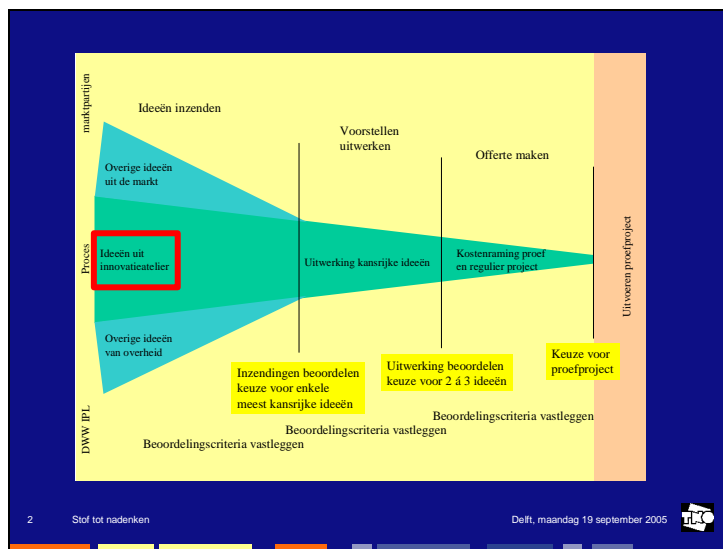 marktpartijen
Ideeën inzenden
Voorstellen
uitwerken
Offerte maken
Overige ideeën
uit de markt
Proces
Ideeën uit
innovatieatelier
Uitwerking kansrijke ideeën
Kostenraming proef
en regulier project
Uitvoeren proefproject
Overige ideeën
van overheid
Inzendingen beoordelen
keuze voor enkele
meest kansrijke ideeën
Uitwerking beoordelen
keuze voor 2 á 3 ideeën
Keuze voor
proefproject
DWW IPL
Beoordelingscriteria vastleggen
Beoordelingscriteria vastleggen
Beoordelingscriteria vastleggen
2
Stof tot nadenken
Delft, maandag 19 september 2005
TNO